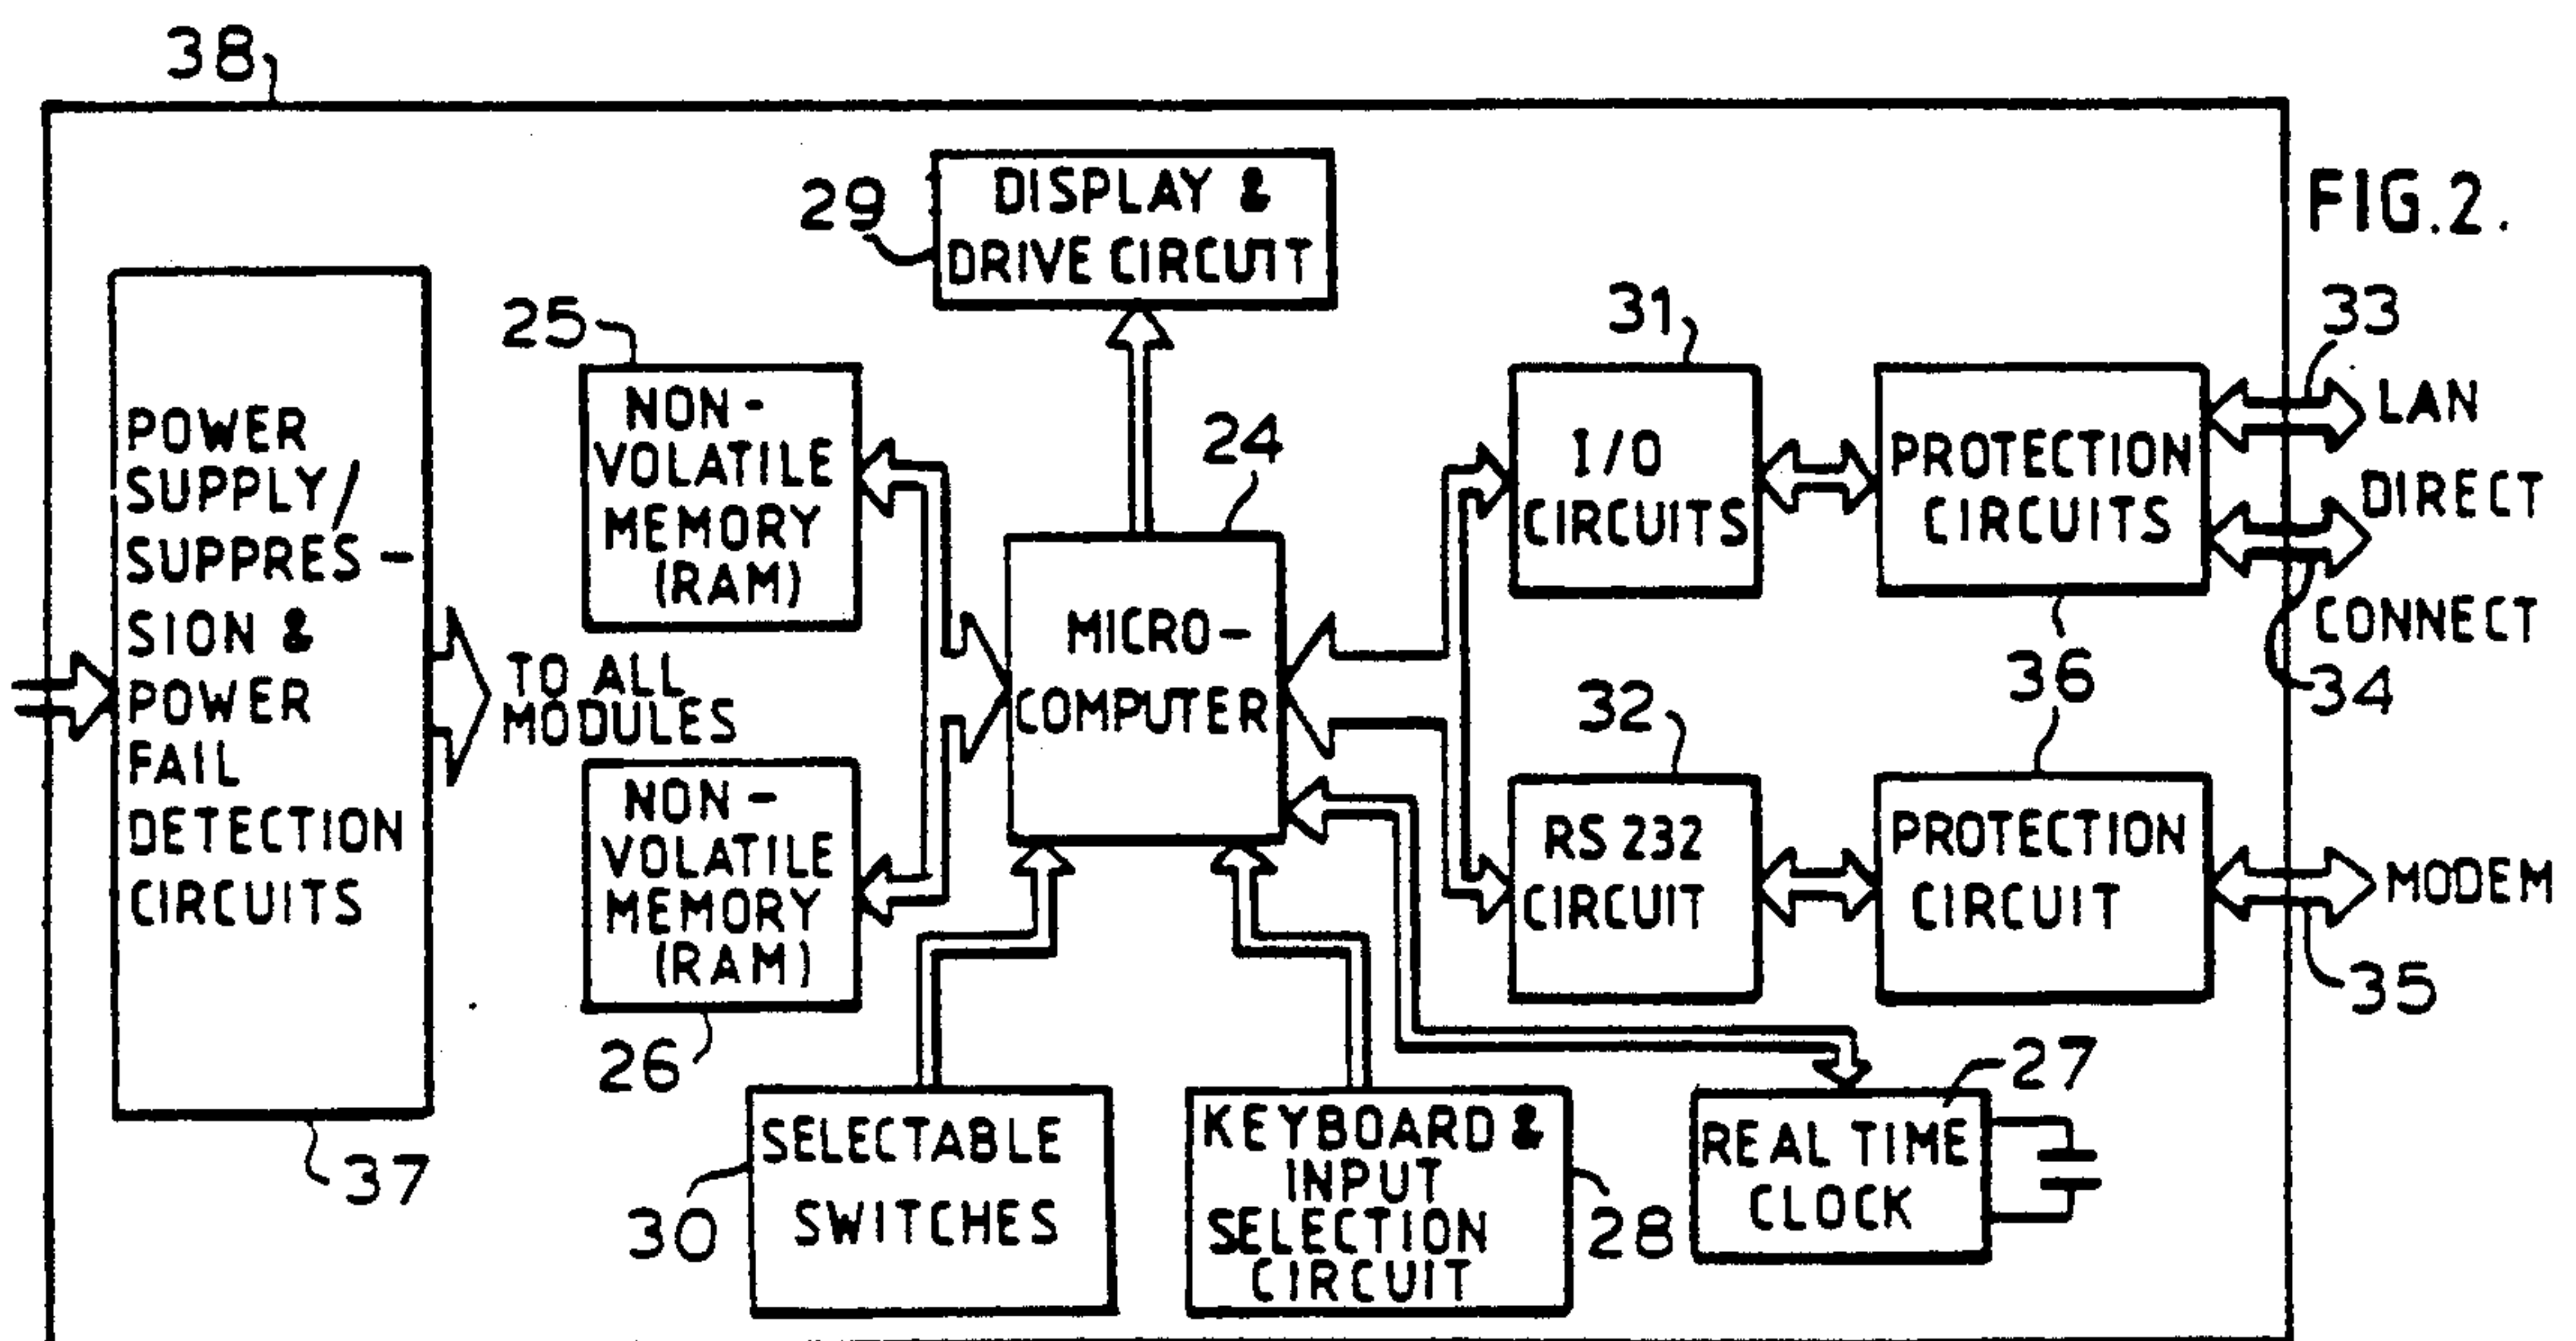 38
FIG.2.
29
DISPLAY &
DRIVE CIRCUIT
25
NON-
VOLATILE
MEMORY
(RAM)
24
MICRO-
COMPUTER
31
I/O
CIRCUITS
PROTECTION
CIRCUITS
36
33
LAN
DIRECT
CONNECT
34
POWER
SUPPLY/
SUPPRES-
SION &
POWER
FAIL
DETECTION
CIRCUITS
37
TO ALL
MODULES
NON-
VOLATILE
MEMORY
(RAM)
26
32
RS 232
CIRCUIT
PROTECTION
CIRCUIT
MODEM
35
30
SELECTABLE
SWITCHES
KEYBOARD &
INPUT
SELECTION
CIRCUIT
28
27
REAL TIME
CLOCK